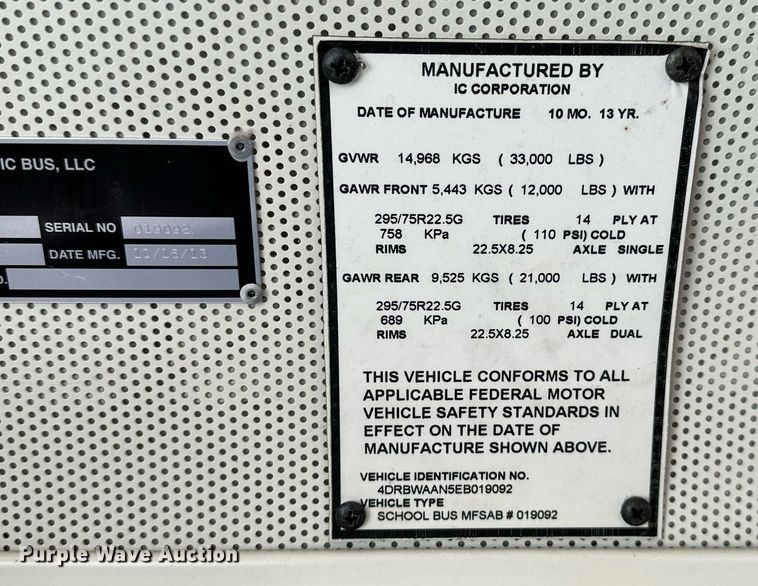 IC BUS, LLC
SERIAL NO 019092
DATE MFG. 10/16/13
MANUFACTURED BY
IC CORPORATION
DATE OF MANUFACTURE 10 MO. 13 YR.
GVWR 14,968 KGS ( 33,000 LBS )
GAWR FRONT 5,443 KGS ( 12,000 LBS ) WITH
295/75R22.5G TIRES 14 PLY AT
758 KPa ( 110 PSI) COLD
RIMS 22.5X8.25 AXLE SINGLE
GAWR REAR 9,525 KGS ( 21,000 LBS ) WITH
295/75R22.5G TIRES 14 PLY AT
689 KPa ( 100 PSI) COLD
RIMS 22.5X8.25 AXLE DUAL
THIS VEHICLE CONFORMS TO ALL
APPLICABLE FEDERAL MOTOR
VEHICLE SAFETY STANDARDS IN
EFFECT ON THE DATE OF
MANUFACTURE SHOWN ABOVE.
VEHICLE IDENTIFICATION NO.
4DRBWAAN5EB019092
VEHICLE TYPE
SCHOOL BUS MFSAB # 019092
Purple Wave Auction